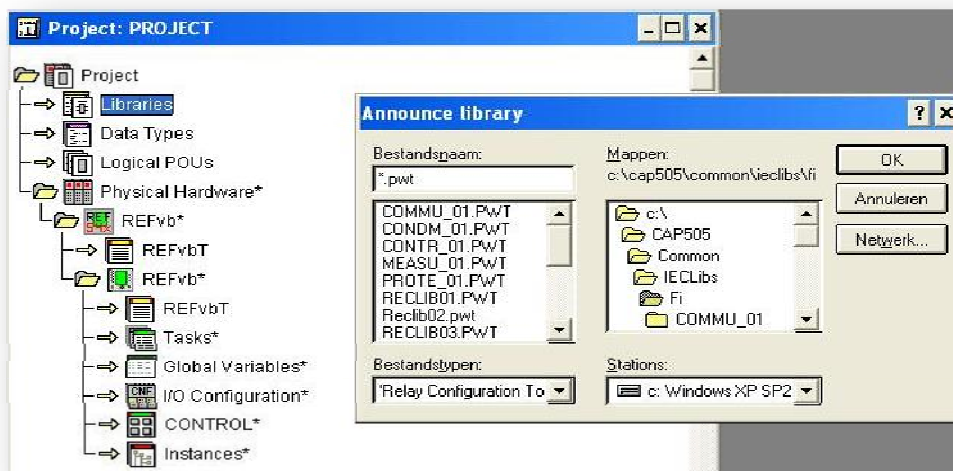 Project: PROJECT
Project
Libraries
Data Types
Logical POUs
Physical Hardware*
REF
REFvb*
REFvbT
REFvb*
REFvbT
Tasks*
Global Variables*
CNF
I/O Configuration*
CONTROL*
Instances*
Announce library
Bestandsnaam:
*.pwt
COMMU_01.PWT
CONDM_01.PWT
CONTR_01.PWT
MEASU_01.PWT
PROTE_01.PWT
RECLIB01.PWT
Reclib02.pwt
RECLIB03.PWT
Bestandstypen:
'Relay Configuration To
Mappen:
c:\cap505\common\ieclibs\fi
c:\
CAP505
Common
IECLibs
Fi
COMMU_01
Stations:
c: Windows XP SP2
OK
Annuleren
Netwerk...